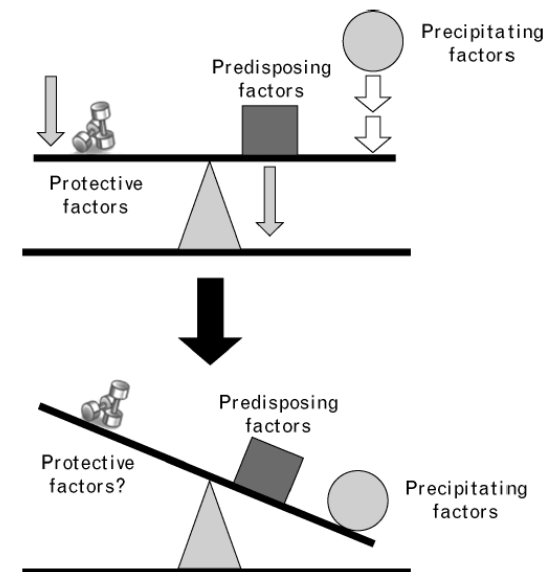 Precipitating
factors
Predisposing
factors
Protective
factors
Predisposing
factors
Protective
factors?
Precipitating
factors